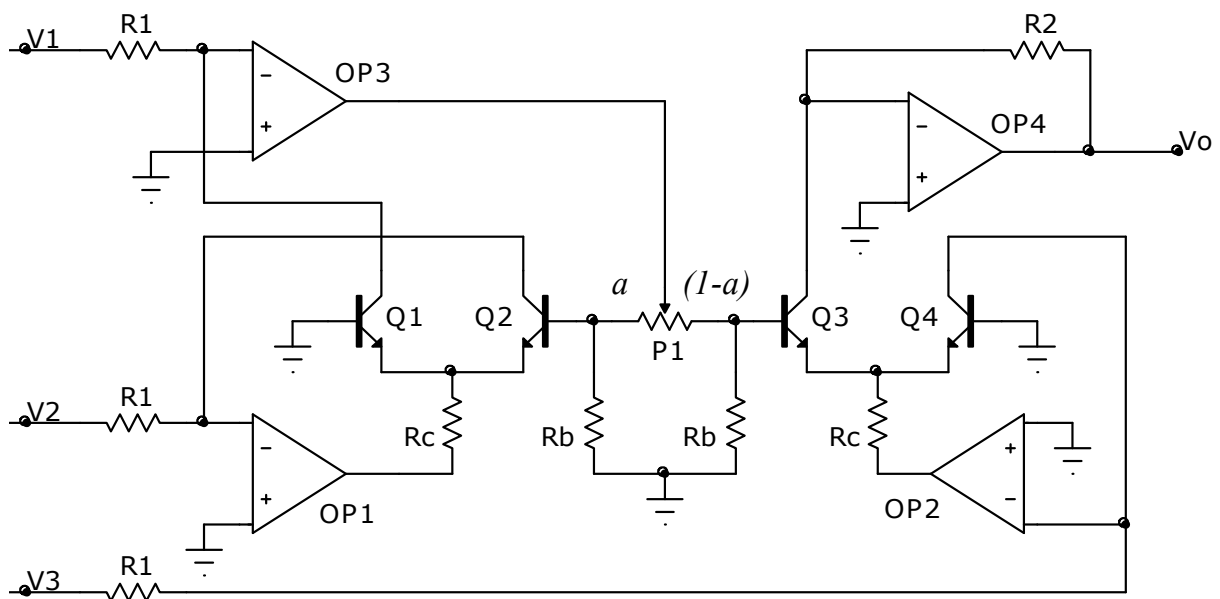 V1
R1
-
+
OP3
R2
-
+
OP4
Vo
a
(1-a)
Q1
Q2
P1
Q3
Q4
V2
R1
-
+
OP1
Rc
Rb
Rb
Rc
+
-
OP2
V3
R1